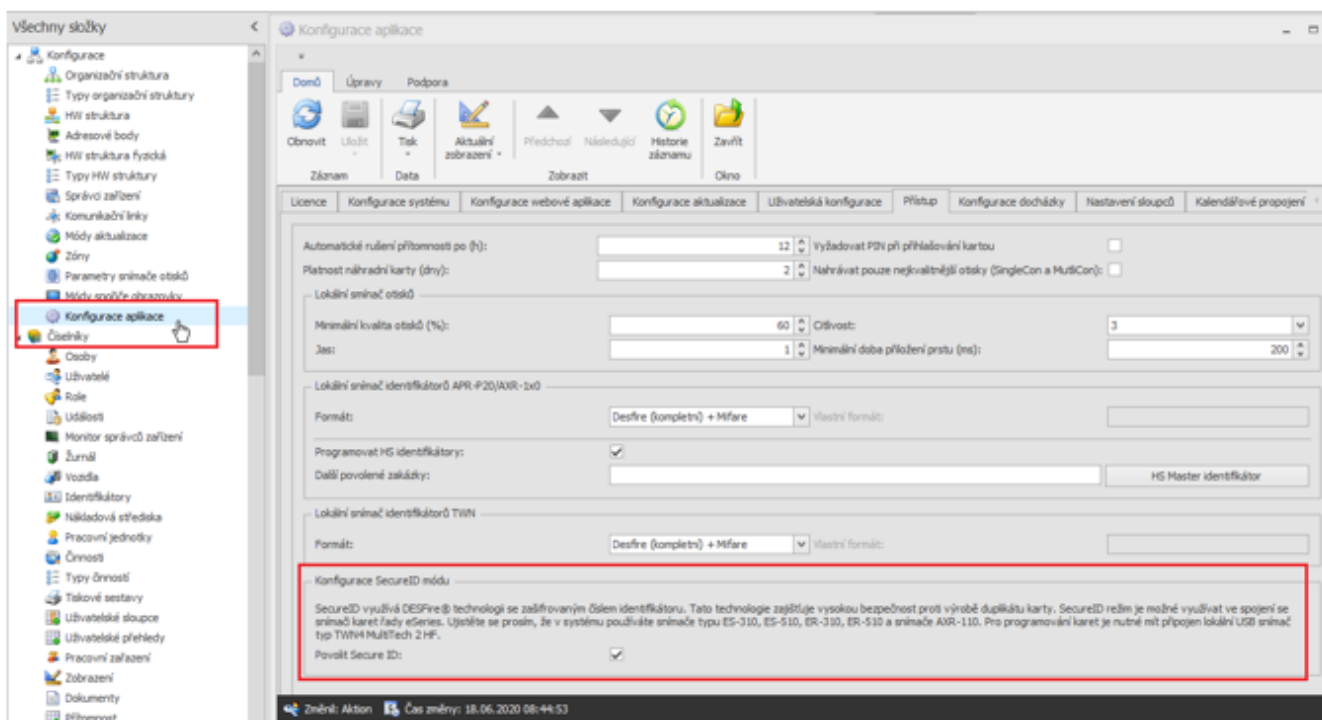 Všechny složky
Konfigurace
Organizační struktura
Typy organizační struktury
HW struktura
Adresové body
HW struktura fyzická
Typy HW struktury
Správci zařízení
Komunikační linky
Módy aktualizace
Zóny
Parametry snímače otisků
Módy spořiče obrazovky
Konfigurace aplikace
Číselníky
Osoby
Uživatelé
Role
Události
Monitor správců zařízení
Žurnál
Vozidla
Identifikátory
Nákladová střediska
Pracovní jednotky
Činnosti
Typy činností
Tiskové sestavy
Uživatelské sloupce
Uživatelské přehledy
Pracovní zařazení
Zobrazení
Dokumenty
Přítomnost
Konfigurace aplikace
Domů Úpravy Podpora
Obnovit Uložit Tisk Aktuální zobrazení Předchozí Následující Historie záznamu Zavřít
Záznam Data Zobrazit Okno
Licence Konfigurace systému Konfigurace webové aplikace Konfigurace aktualizace Uživatelská konfigurace Přístup Konfigurace docházky Nastavení sloupců Kalendářové propojení
Automatické rušení přítomnosti po (h): 12 Vyžadovat PIN při přihlašování kartou
Platnost náhradní karty (dny): 2 Nahrávat pouze nejkvalitnější otisky (SingleCon a MutliCon):
Lokální smínač otisků
Minimální kvalita otisků (%): 60 Citlivost: 3
Jas: 1 Minimální doba přiložení prstu (ms): 200
Lokální snímač identifikátorů APR-P20/AXR-1x0
Formát: Desfire (kompletní) + Mifare Vlastní formát:
Programovat HS identifikátory:
Další povolené zakázky: HS Master identifikátor
Lokální snímač identifikátorů TWN
Formát: Desfire (kompletní) + Mifare Vlastní formát:
Konfigurace SecureID módu
SecureID využívá DESFire® technologii se zašifrovaným číslem identifikátoru. Tato technologie zajišťuje vysokou bezpečnost proti výrobě duplikátu karty. SecureID režim je možné využívat ve spojení se
snímači karet řady eSeries. Ujistěte se prosím, že v systému používáte snímače typu ES-310, ES-510, ER-310, ER-510 a snímače AXR-110. Pro programování karet je nutné mít připojen lokální USB snímač
typ TWN4 MultiTech 2 HF.
Povolit Secure ID:
Změnil: Aktion Čas změny: 18.06.2020 08:44:53